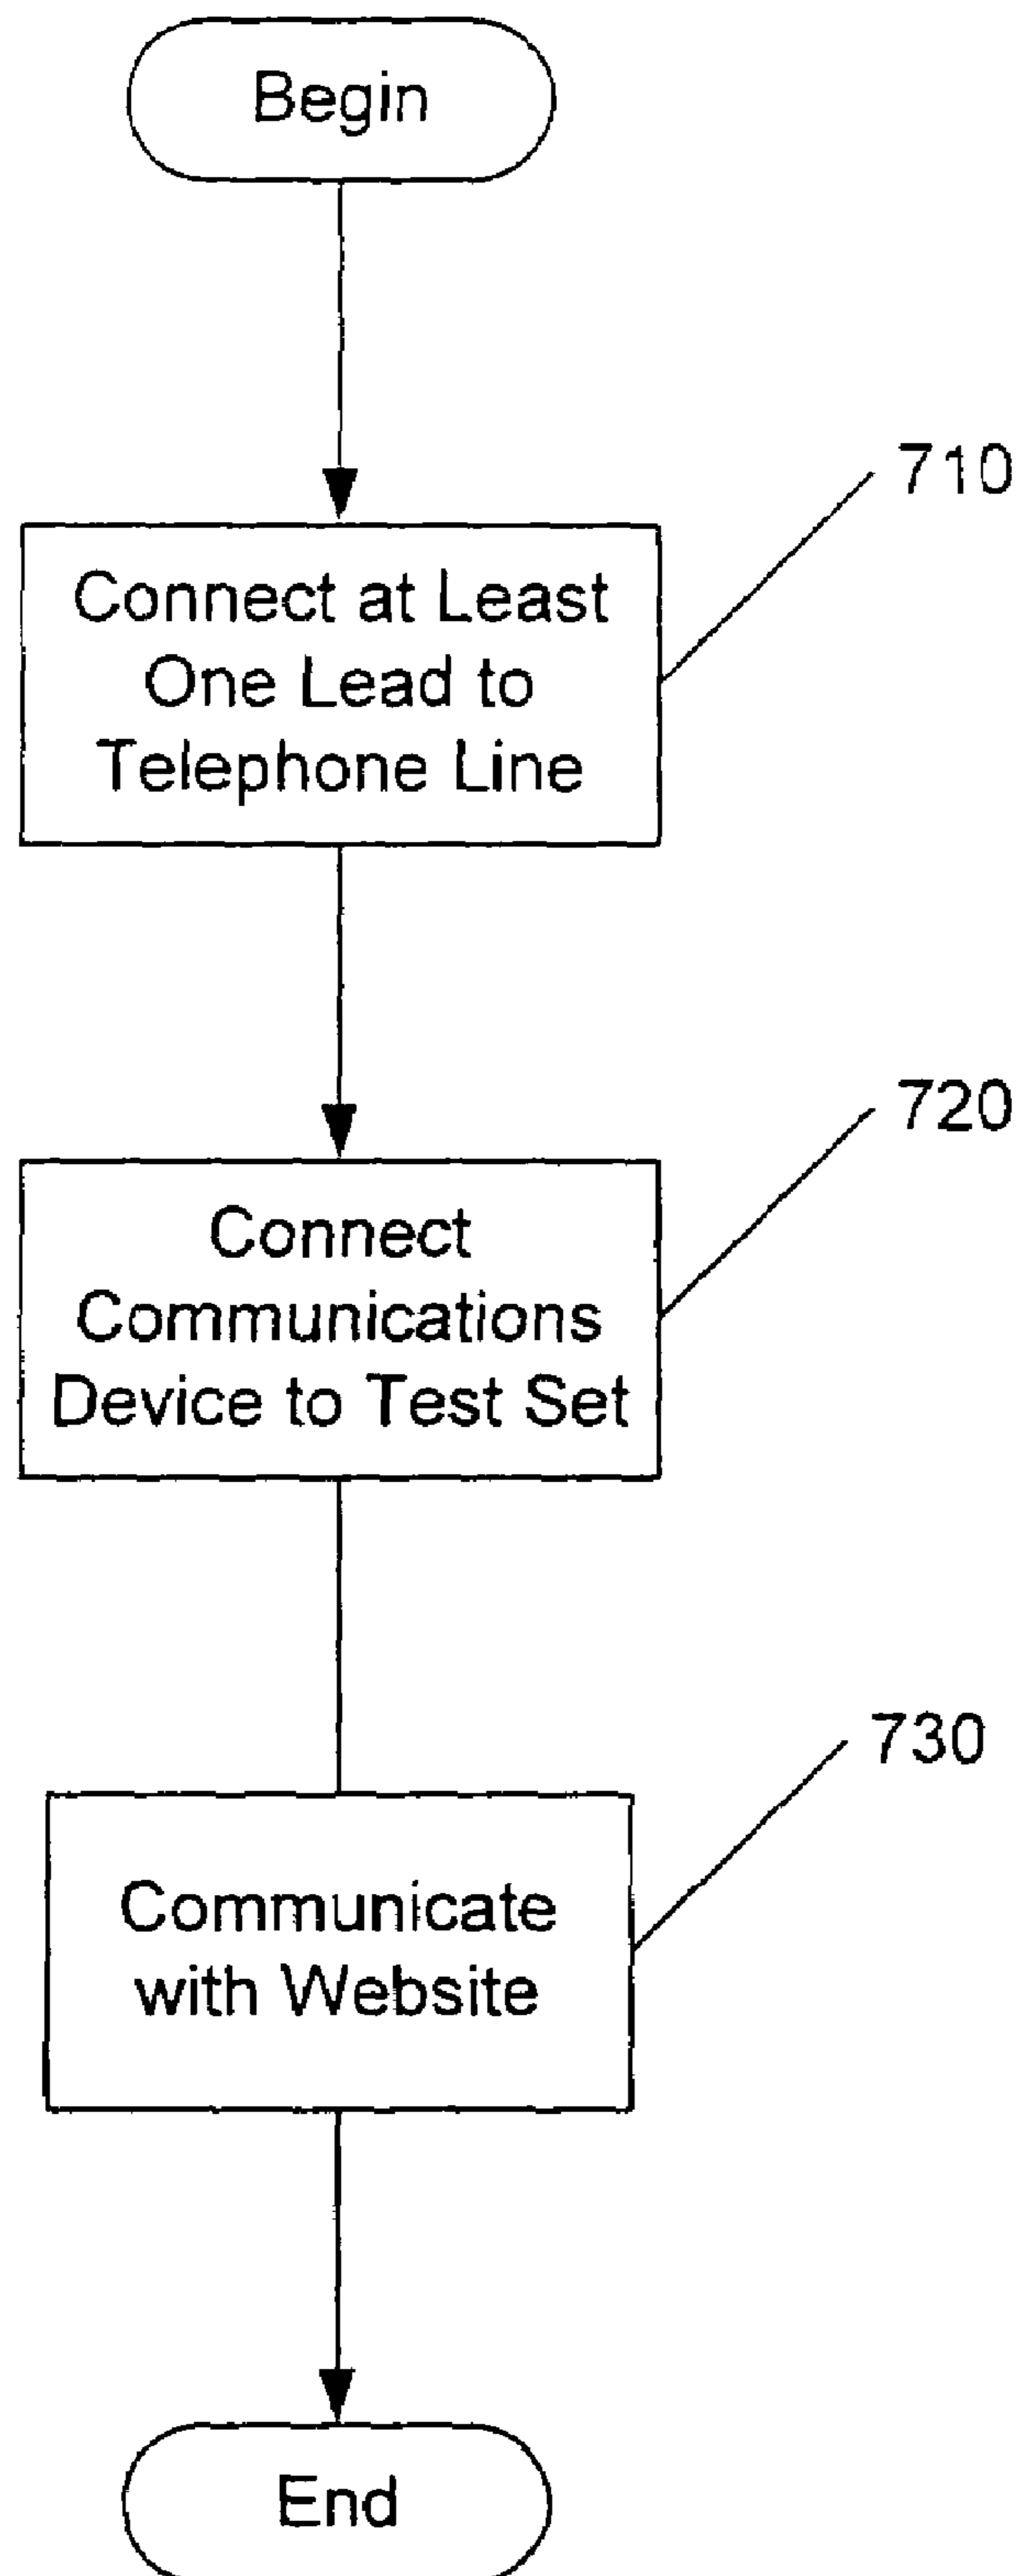 Begin
710
Connect at Least
One Lead to
Telephone Line
720
Connect
Communications
Device to Test Set
730
Communicate
with Website
End